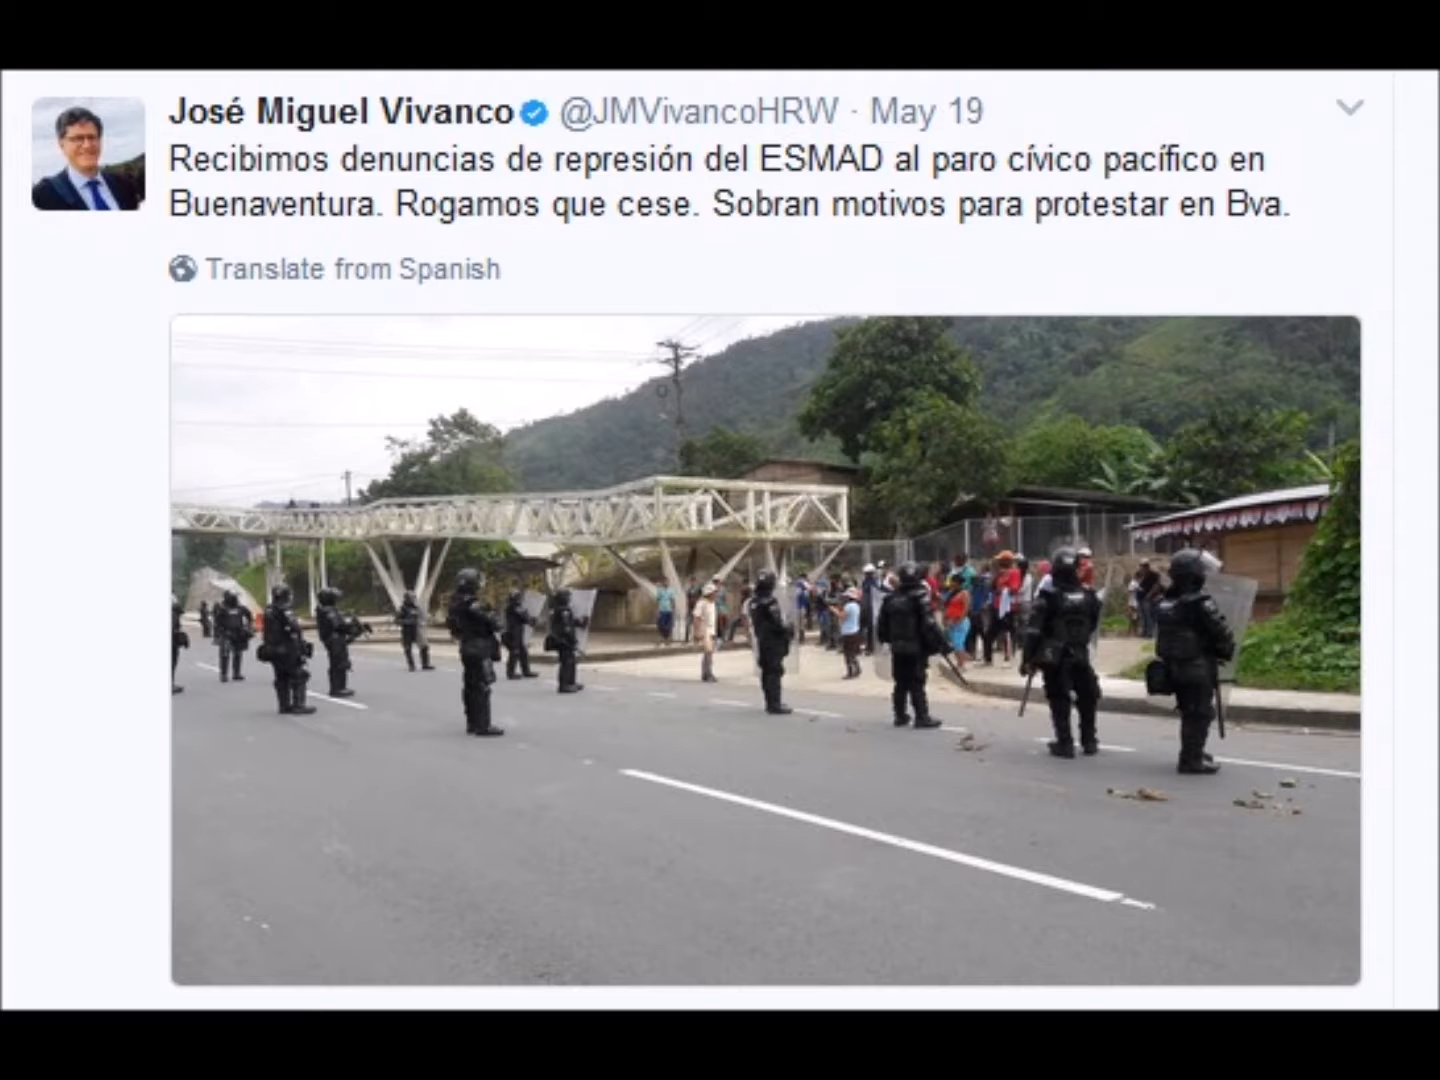 José Miguel Vivanco @JMVivancoHRW · May 19
Recibimos denuncias de represión del ESMAD al paro cívico pacífico en
Buenaventura. Rogamos que cese. Sobran motivos para protestar en Bva.
Translate from Spanish